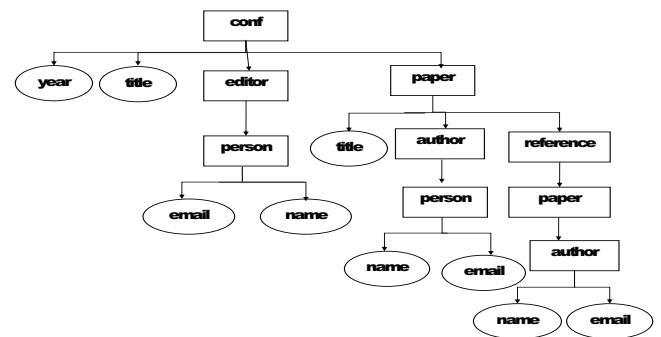 conf
year title editor paper
title author reference
person person paper
email name
name email author
name email